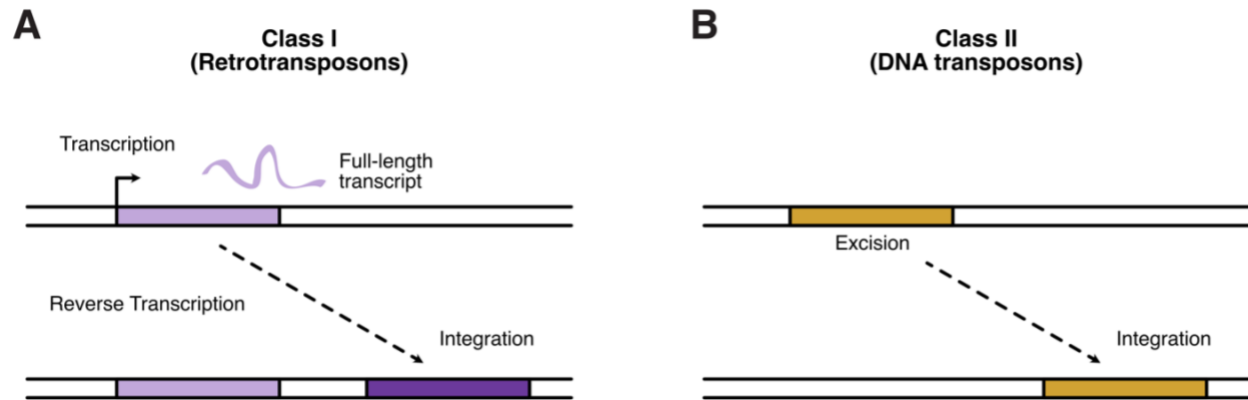 A
Class I
(Retrotransposons)
Transcription
Full-length
transcript
Reverse Transcription
Integration
B
Class II
(DNA transposons)
Excision
Integration